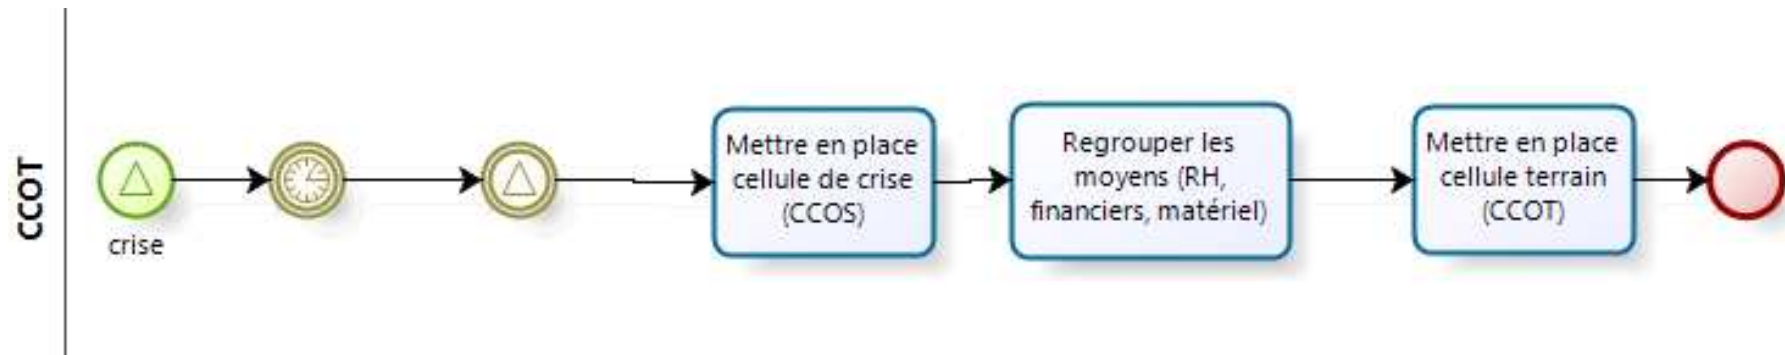 CCOT
crise
Mettre en place
cellule de crise
(CCOS)
Regrouper les
moyens (RH,
financiers, matériel)
Mettre en place
cellule terrain
(CCOT)